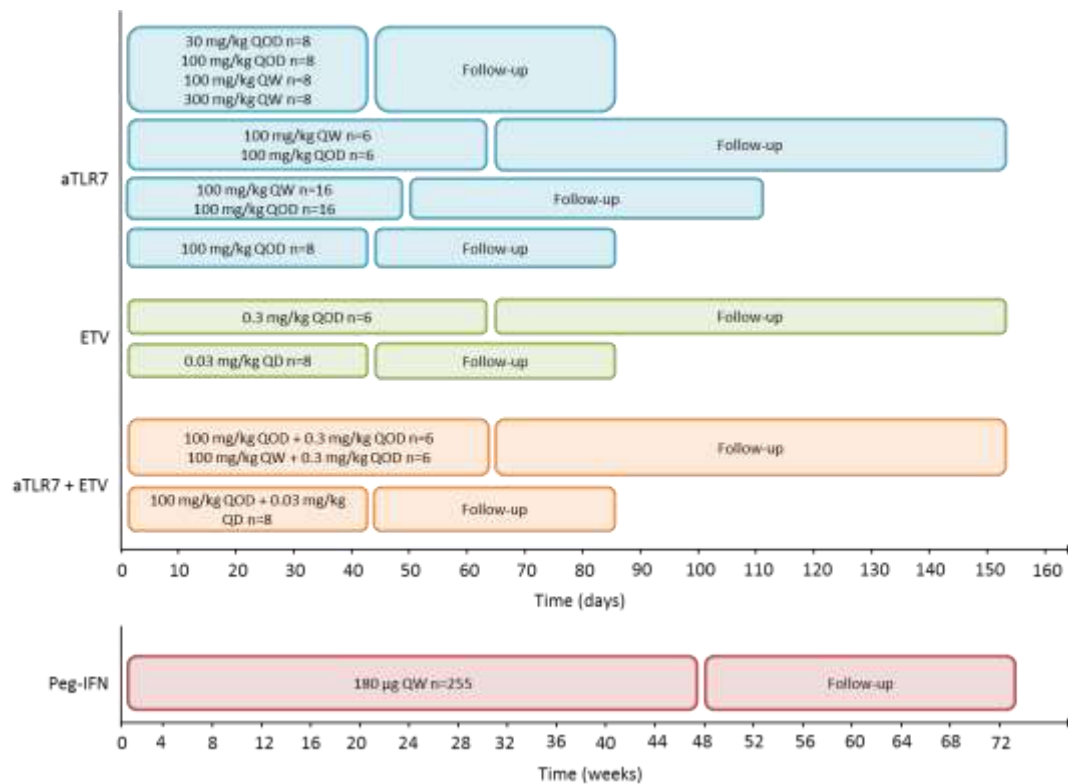 30 mg/kg QOD n=8
100 mg/kg QOD n=8
100 mg/kg QW n=8
300 mg/kg QW n=8
Follow-up
100 mg/kg QW n=6
100 mg/kg QOD n=6
Follow-up
aTLR7
100 mg/kg QW n=16
100 mg/kg QOD n=16
Follow-up
100 mg/kg QOD n=8
Follow-up
0.3 mg/kg QOD n=6
Follow-up
ETV
0.03 mg/kg QD n=8
Follow-up
100 mg/kg QOD + 0.3 mg/kg QOD n=6
100 mg/kg QW + 0.3 mg/kg QOD n=6
Follow-up
aTLR7 + ETV
100 mg/kg QOD + 0.03 mg/kg
QD n=8
Follow-up
0 10 20 30 40 50 60 70 80 90 100 110 120 130 140 150 160
Time (days)
Peg-IFN
180 µg QW n=255
Follow-up
0 4 8 12 16 20 24 28 32 36 40 44 48 52 56 60 64 68 72
Time (weeks)